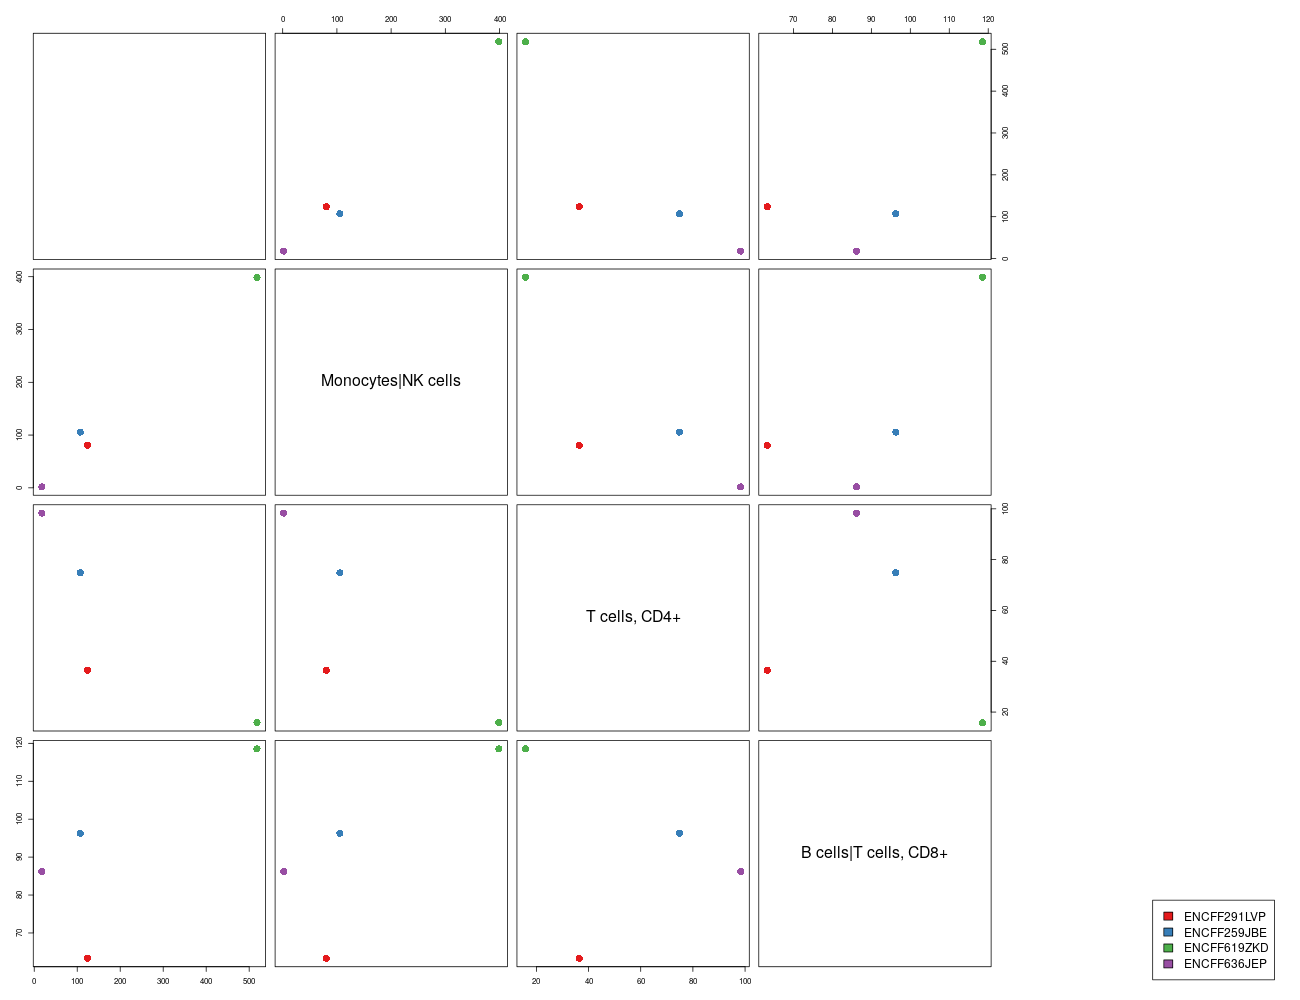 0 100 200 300 400
70 80 90 100 110 120
0 100 200 300 400 500
0 100 200 300 400
Monocytes|NK cells
T cells, CD4+
20 40 60 80 100
70 80 90 100 110 120
B cells|T cells, CD8+
0 100 200 300 400 500
20 40 60 80 100
ENCFF291LVP
ENCFF259JBE
ENCFF619ZKD
ENCFF636JEP